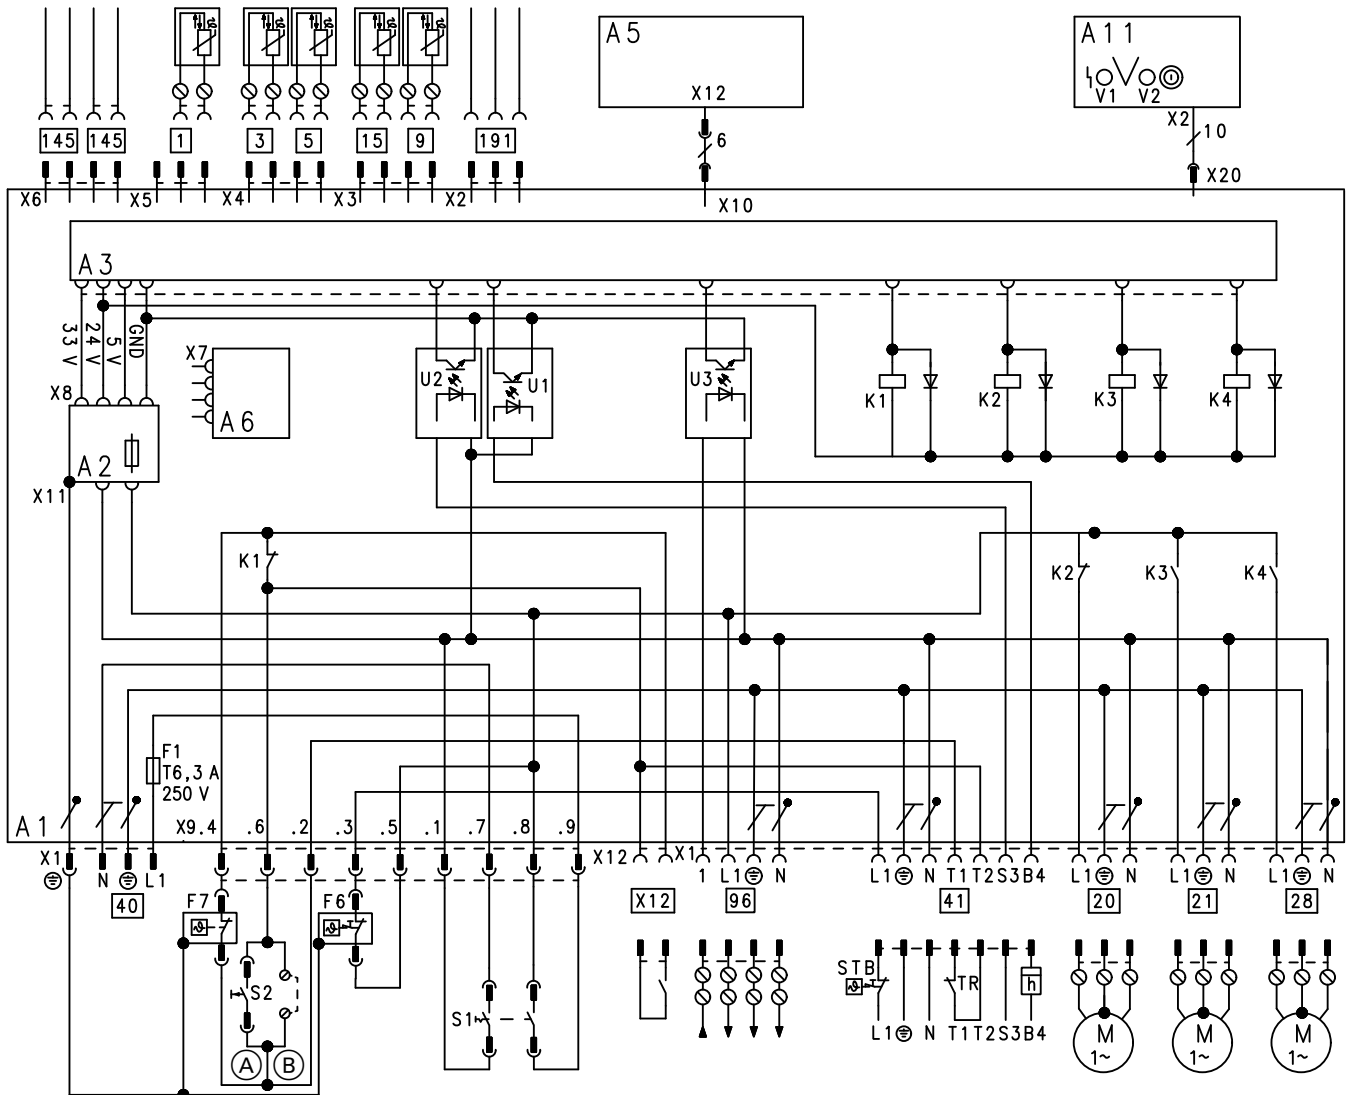 A5
X12
6
X10
A11
V1 V2
X2
10
X20
145 145 1 3 5 15 9 191
X6 X5 X4 X3 X2
A3
33 V
24 V
5 V
GND
X8
X7
A6
A2
X11
U2
U1
U3
K1 K2 K3 K4
K1
K2 K3 K4
F1
T6,3 A
250 V
A1
X9.4 .6 .2 .3 .5 .1 .7 .8 .9
X1
N L1
40
X12
X1
1 L1 N
L1 N T1 T2 S3 B4
L1 N
L1 N
L1 N
X12
96
41
20
21
28
F7
F6
S2
S1
A B
STB
TR
h
L1 N T1 T2 S3 B4
M
1~
M
1~
M
1~